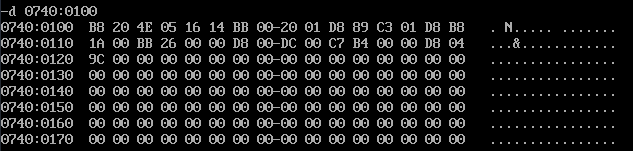 -d 0740:0100
0740:0100  B8 20 4E 05 16 14 BB 00-20 01 D8 89 C3 01 D8 B8   . N..... .......
0740:0110  1A 00 BB 26 00 00 D8 00-DC 00 C7 B4 00 00 D8 04   ...&............
0740:0120  9C 00 00 00 00 00 00 00-00 00 00 00 00 00 00 00   ................
0740:0130  00 00 00 00 00 00 00 00-00 00 00 00 00 00 00 00   ................
0740:0140  00 00 00 00 00 00 00 00-00 00 00 00 00 00 00 00   ................
0740:0150  00 00 00 00 00 00 00 00-00 00 00 00 00 00 00 00   ................
0740:0160  00 00 00 00 00 00 00 00-00 00 00 00 00 00 00 00   ................
0740:0170  00 00 00 00 00 00 00 00-00 00 00 00 00 00 00 00   ................